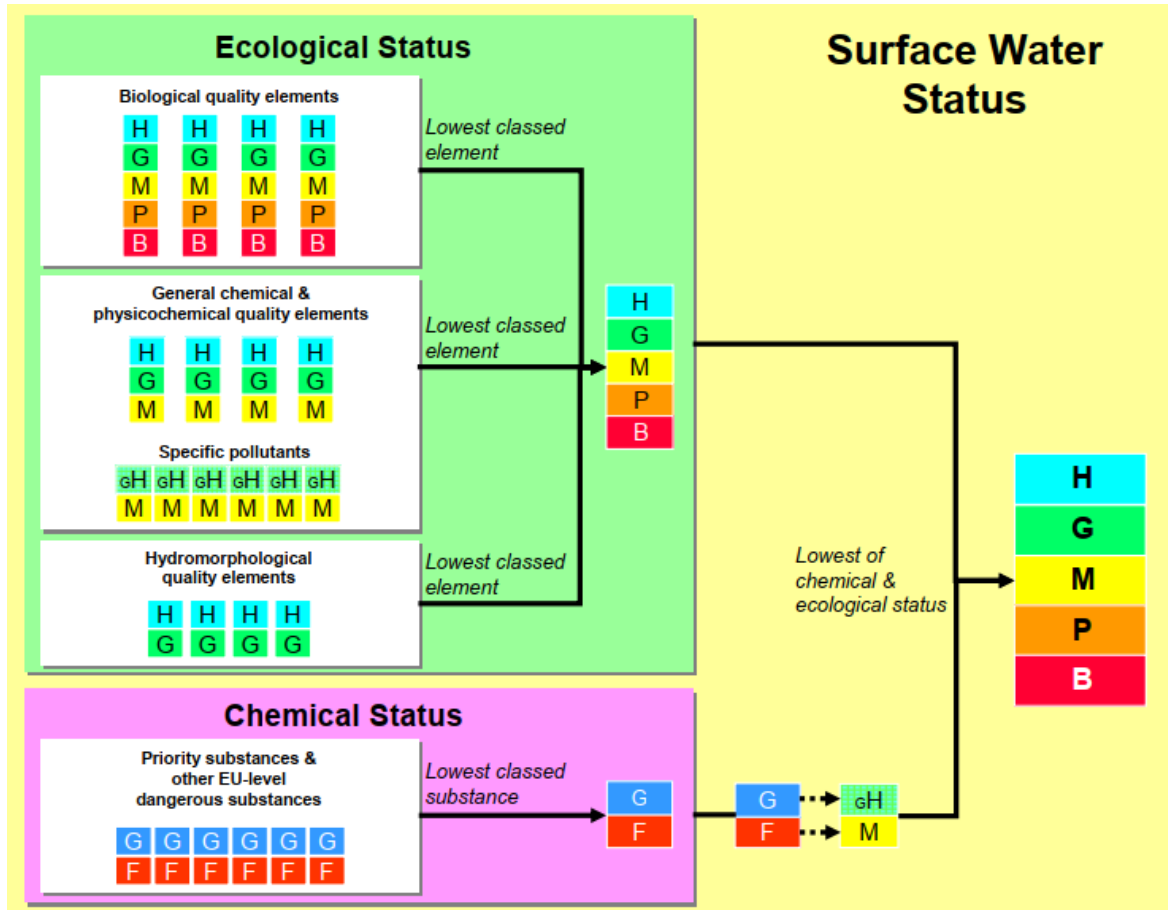 Ecological Status
Surface Water
Status
Biological quality elements
H H H H
G G G G
M M M M
P P P P
B B B B
Lowest classed
element
General chemical &
physicochemical quality elements
H H H H
G G G G
M M M M
Lowest classed
element
Specific pollutants
GH GH GH GH GH GH
M M M M M M
Hydromorphological
quality elements
H H H H
G G G G
Lowest classed
element
H
G
M
P
B
Lowest of
chemical &
ecological status
H
G
M
P
B
Chemical Status
Priority substances &
other EU-level
dangerous substances
G G G G G G
F F F F F F
Lowest classed
substance
G
F
G
F
GH
M